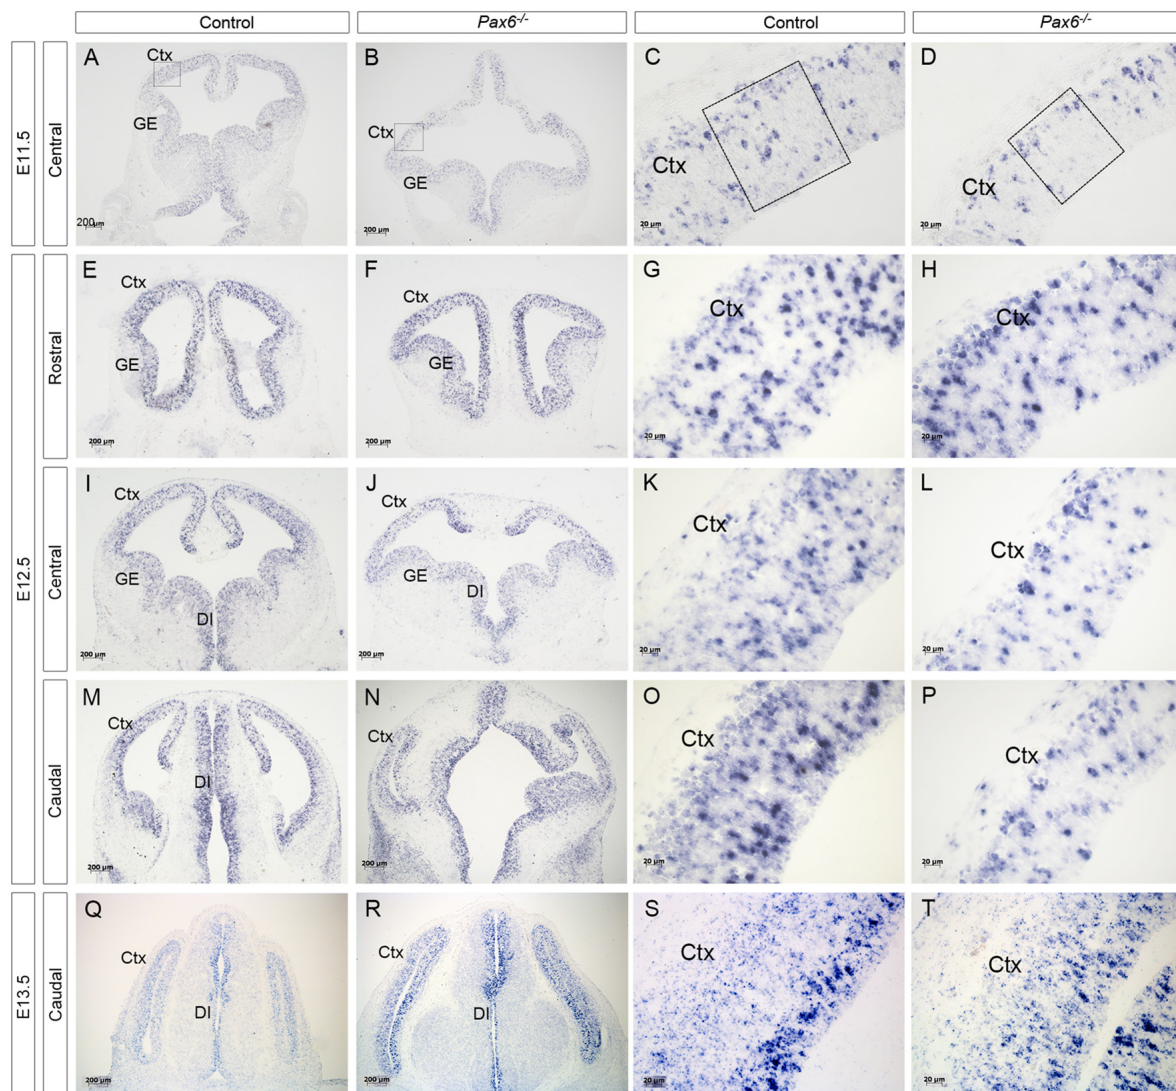 Control
Pax6-/-
Control
Pax6-/-
E11.5
Central
A
Ctx
GE
200 µm
B
Ctx
GE
200 µm
C
Ctx
20 µm
D
Ctx
20 µm
E12.5
Rostral
E
Ctx
GE
200 µm
F
Ctx
GE
200 µm
G
Ctx
20 µm
H
Ctx
20 µm
Central
I
Ctx
GE
DI
200 µm
J
Ctx
GE
DI
200 µm
K
Ctx
20 µm
L
Ctx
20 µm
Caudal
M
Ctx
DI
200 µm
N
Ctx
200 µm
O
Ctx
20 µm
P
Ctx
20 µm
E13.5
Caudal
Q
Ctx
DI
200 µm
R
Ctx
DI
200 µm
S
Ctx
20 µm
T
Ctx
20 µm